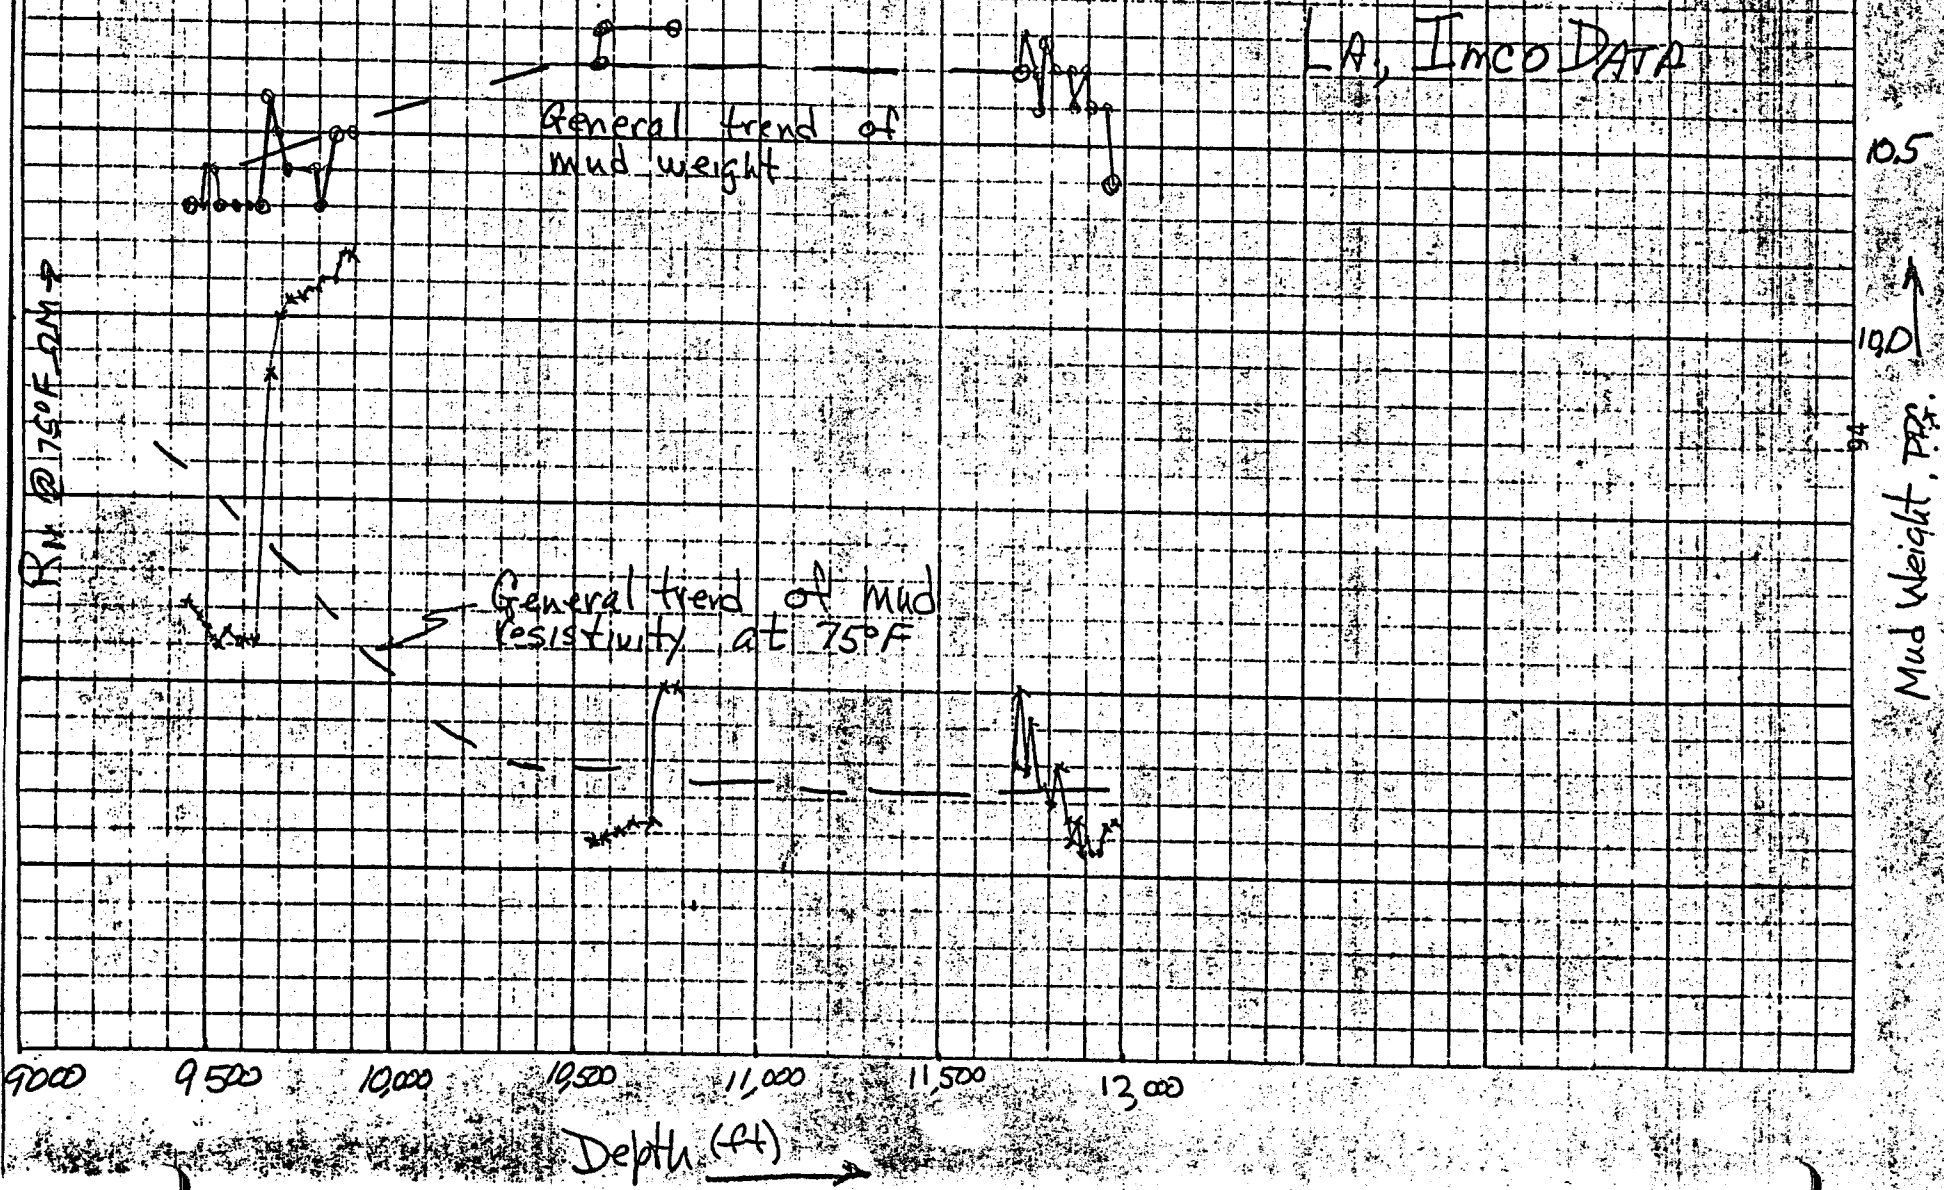 LA., IMCO DATA
General trend of
mud weight
10.5
10.0
Mud Weight, PPG.
94
RM @ 75°F ΩM →
General trend of mud
resistivity at 75°F
9000 9500 10,000 10,500 11,000 11,500 12,000
Depth (ft)